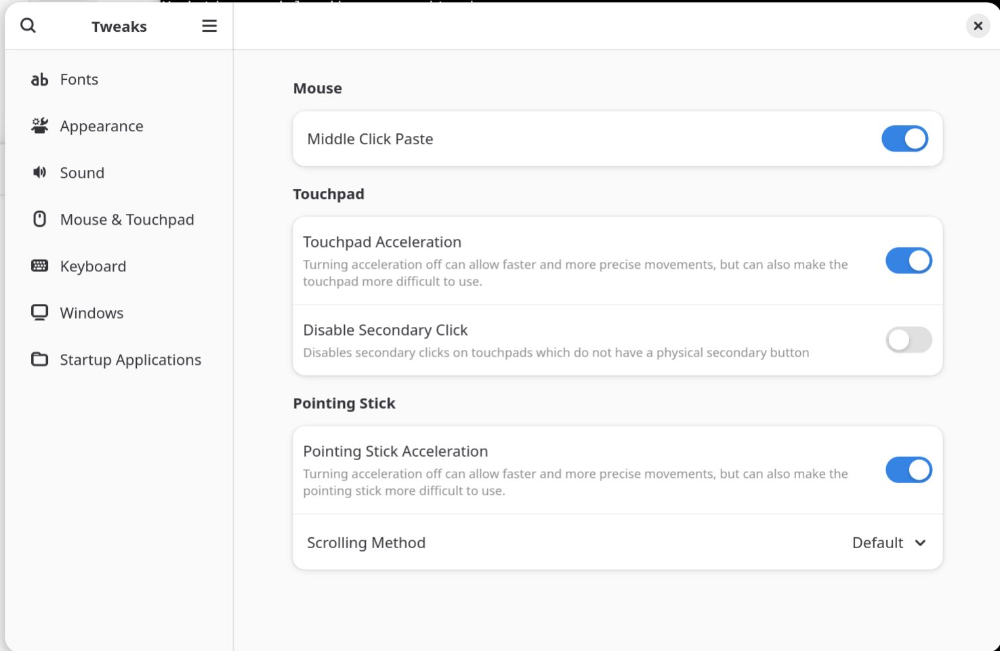 Tweaks
ab Fonts
Appearance
Sound
Mouse & Touchpad
Keyboard
Windows
Startup Applications
Mouse
Middle Click Paste
Touchpad
Touchpad Acceleration
Turning acceleration off can allow faster and more precise movements, but can also make the
touchpad more difficult to use.
Disable Secondary Click
Disables secondary clicks on touchpads which do not have a physical secondary button
Pointing Stick
Pointing Stick Acceleration
Turning acceleration off can allow faster and more precise movements, but can also make the
pointing stick more difficult to use.
Scrolling Method Default